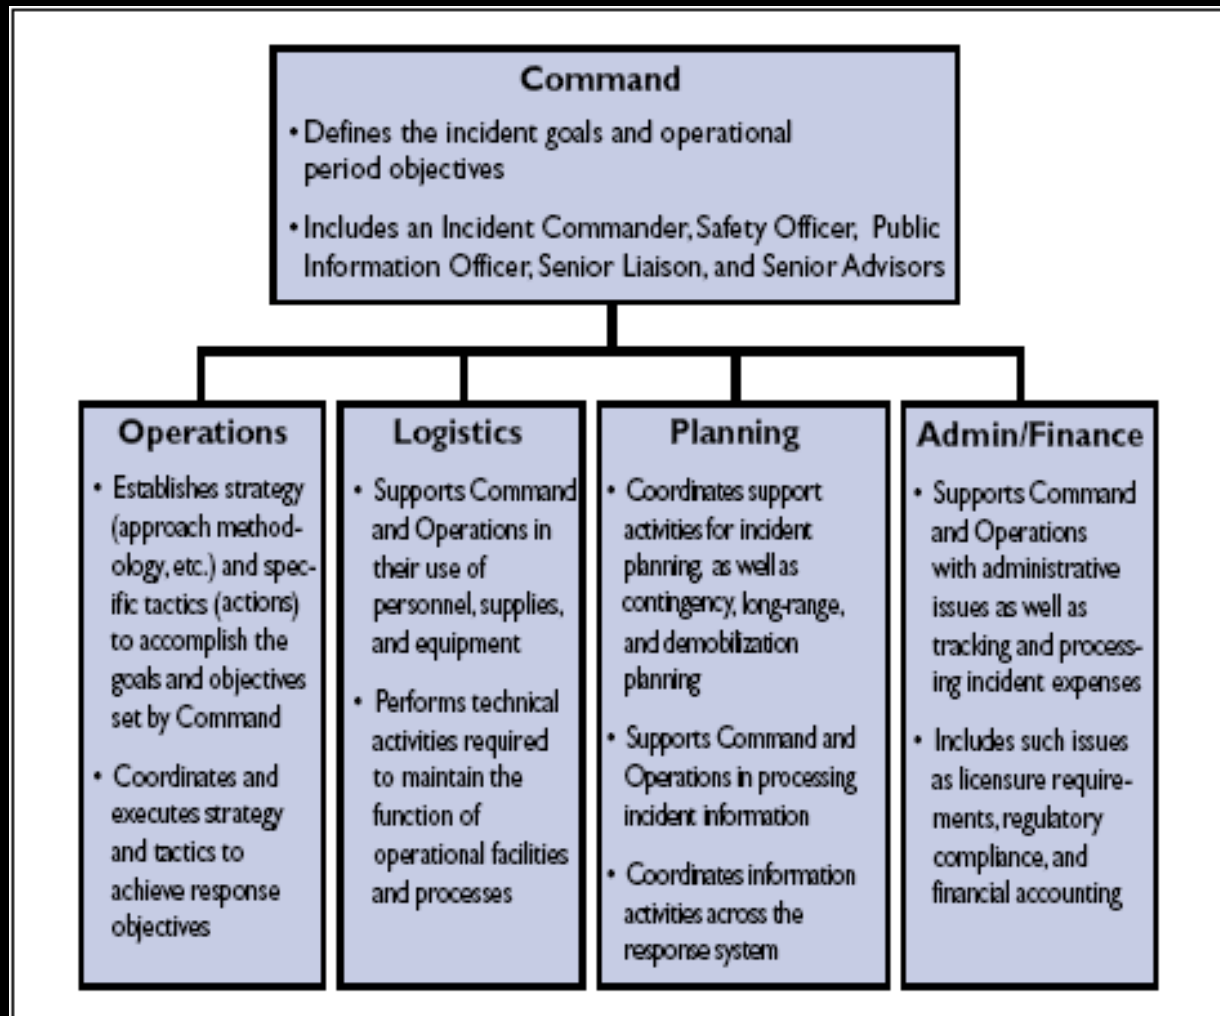 Command
• Defines the incident goals and operational
period objectives
• Includes an Incident Commander, Safety Officer, Public
Information Officer, Senior Liaison, and Senior Advisors
Operations
• Establishes strategy
(approach method-
ology, etc.) and spec-
ific tactics (actions)
to accomplish the
goals and objectives
set by Command
• Coordinates and
executes strategy
and tactics to
achieve response
objectives
Logistics
• Supports Command
and Operations in
their use of
personnel, supplies,
and equipment
• Performs technical
activities required
to maintain the
function of
operational facilities
and processes
Planning
• Coordinates support
activities for incident
planning, as well as
contingency, long-range,
and demobilization
planning
• Supports Command and
Operations in processing
incident information
• Coordinates information
activities across the
response system
Admin/Finance
• Supports Command
and Operations
with administrative
issues as well as
tracking and process-
ing incident expenses
• Includes such issues
as licensure require-
ments, regulatory
compliance, and
financial accounting